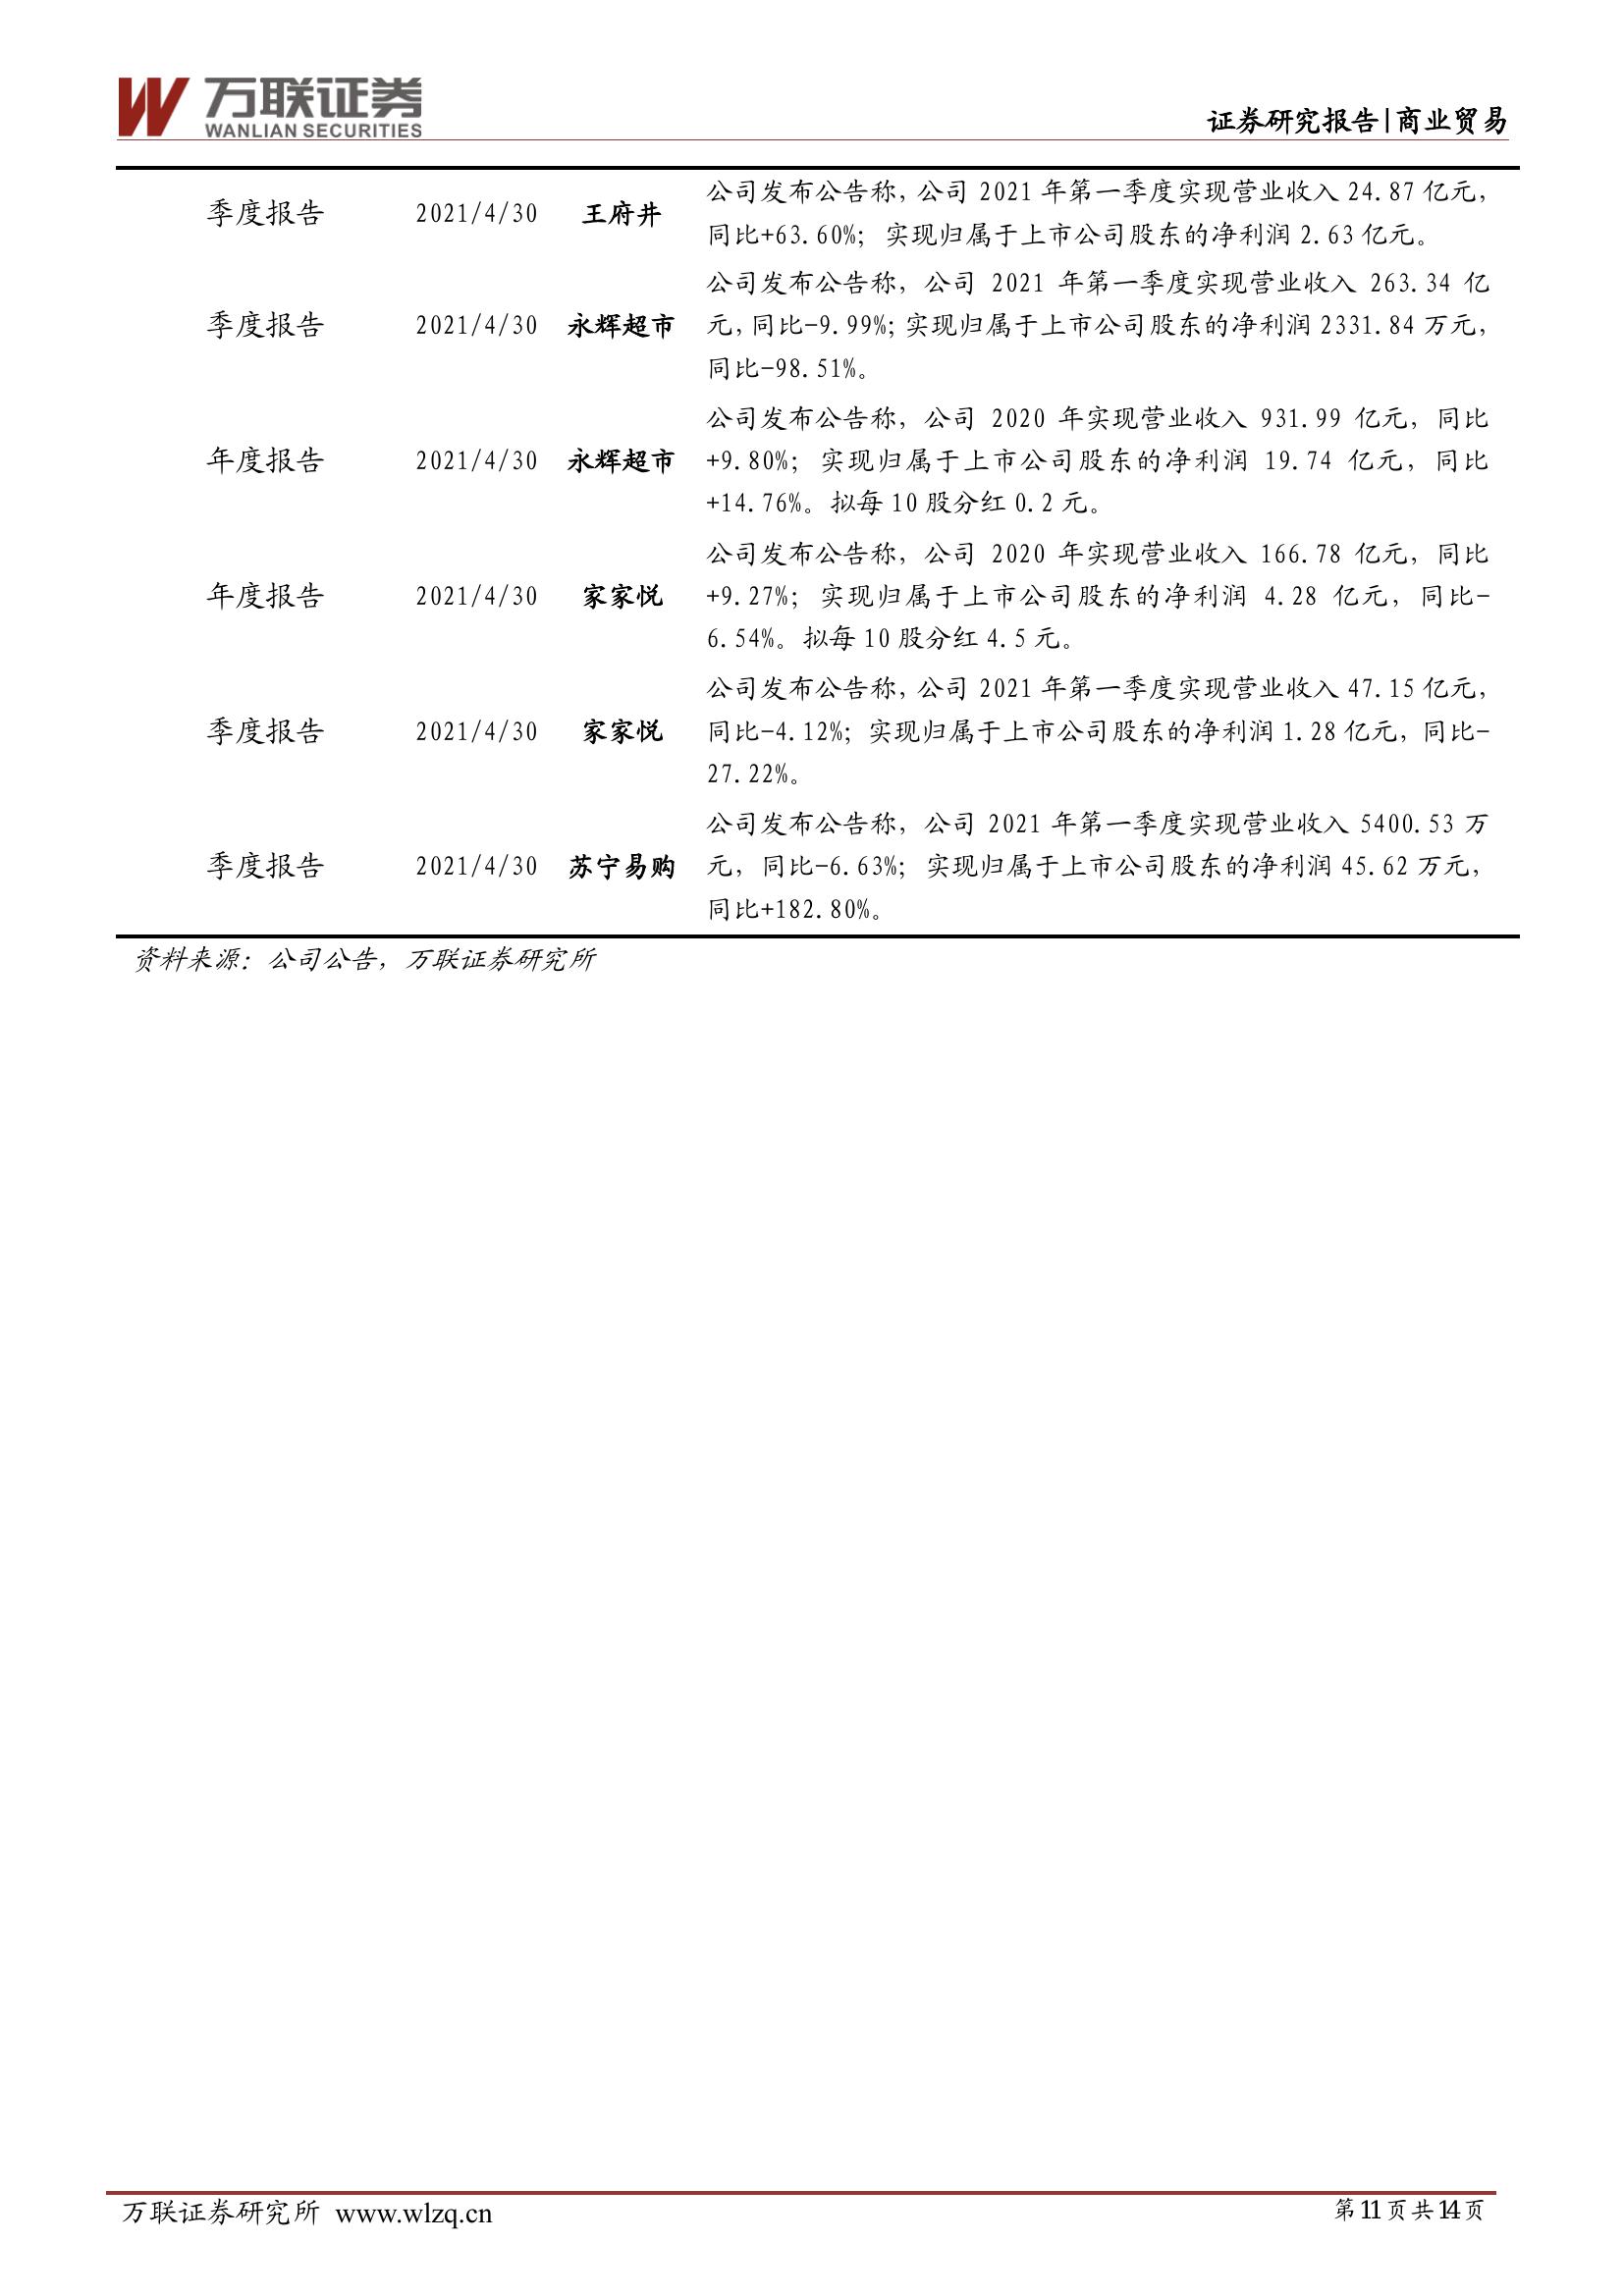 万联证券
WANLIAN SECURITIES
证券研究报告|商业贸易
季度报告 2021/4/30 王府井 公司发布公告称，公司 2021 年第一季度实现营业收入 24.87 亿元，
同比+63.60%；实现归属于上市公司股东的净利润 2.63 亿元。
公司发布公告称，公司 2021 年第一季度实现营业收入 263.34 亿
季度报告 2021/4/30 永辉超市 元，同比-9.99%；实现归属于上市公司股东的净利润 2331.84 万元，
同比-98.51%。
公司发布公告称，公司 2020 年实现营业收入 931.99 亿元，同比
年度报告 2021/4/30 永辉超市 +9.80%；实现归属于上市公司股东的净利润 19.74 亿元，同比
+14.76%。拟每 10 股分红 0.2 元。
公司发布公告称，公司 2020 年实现营业收入 166.78 亿元，同比
年度报告 2021/4/30 家家悦 +9.27%；实现归属于上市公司股东的净利润 4.28 亿元，同比-
6.54%。拟每 10 股分红 4.5 元。
公司发布公告称，公司 2021 年第一季度实现营业收入 47.15 亿元，
季度报告 2021/4/30 家家悦 同比-4.12%；实现归属于上市公司股东的净利润 1.28 亿元，同比-
27.22%。
公司发布公告称，公司 2021 年第一季度实现营业收入 5400.53 万
季度报告 2021/4/30 苏宁易购 元，同比-6.63%；实现归属于上市公司股东的净利润 45.62 万元，
同比+182.80%。
资料来源：公司公告，万联证券研究所
万联证券研究所 www.wlzq.cn 第 11 页 共 14 页